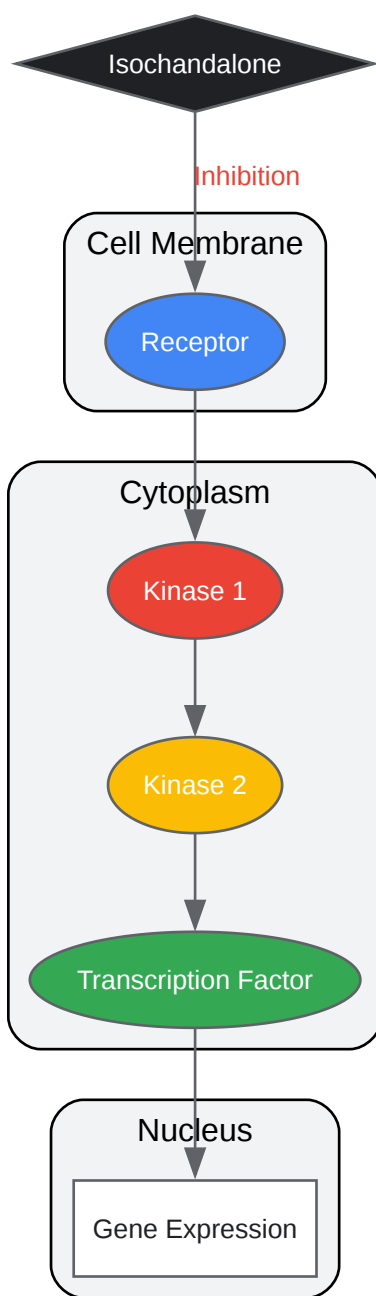 Isochandalone
Inhibition
Cell Membrane
Receptor
Cytoplasm
Kinase 1
Kinase 2
Transcription Factor
Nucleus
Gene Expression